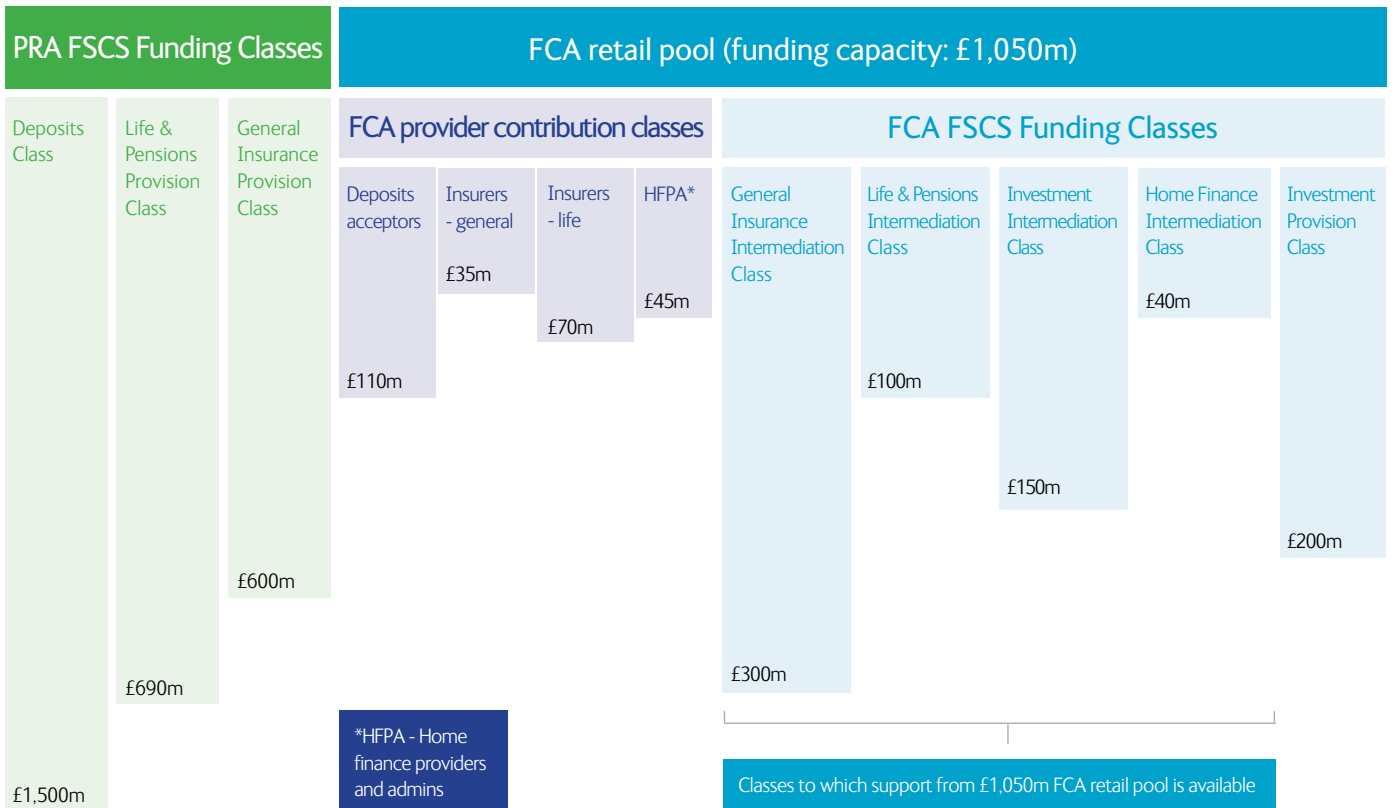 PRA FSCS Funding Classes
FCA retail pool (funding capacity: £1,050m)
Deposits
Class
£1,500m
Life &
Pensions
Provision
Class
£690m
General
Insurance
Provision
Class
£600m
FCA provider contribution classes
Deposits
acceptors
£110m
Insurers
- general
£35m
Insurers
- life
£70m
HFPA*
£45m
FCA FSCS Funding Classes
General
Insurance
Intermediation
Class
£300m
Life & Pensions
Intermediation
Class
£100m
Investment
Intermediation
Class
£150m
Home Finance
Intermediation
Class
£40m
Investment
Provision
Class
£200m
*HFPA - Home
finance providers
and admins
Classes to which support from £1,050m FCA retail pool is available